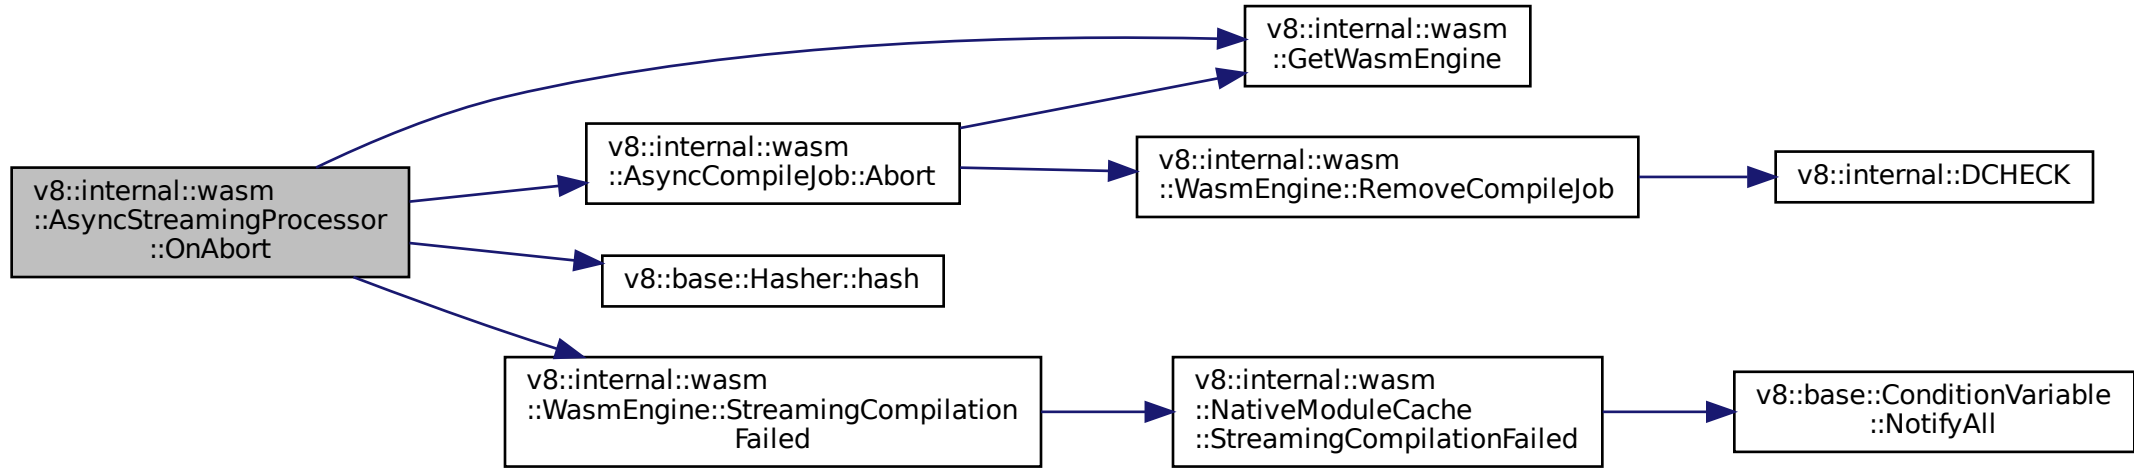 v8::internal::wasm
::AsyncStreamingProcessor
::OnAbort
v8::internal::wasm
::GetWasmEngine
v8::internal::wasm
::AsyncCompileJob::Abort
v8::internal::wasm
::WasmEngine::RemoveCompileJob
v8::internal::DCHECK
v8::base::Hasher::hash
v8::internal::wasm
::WasmEngine::StreamingCompilation
Failed
v8::internal::wasm
::NativeModuleCache
::StreamingCompilationFailed
v8::base::ConditionVariable
::NotifyAll